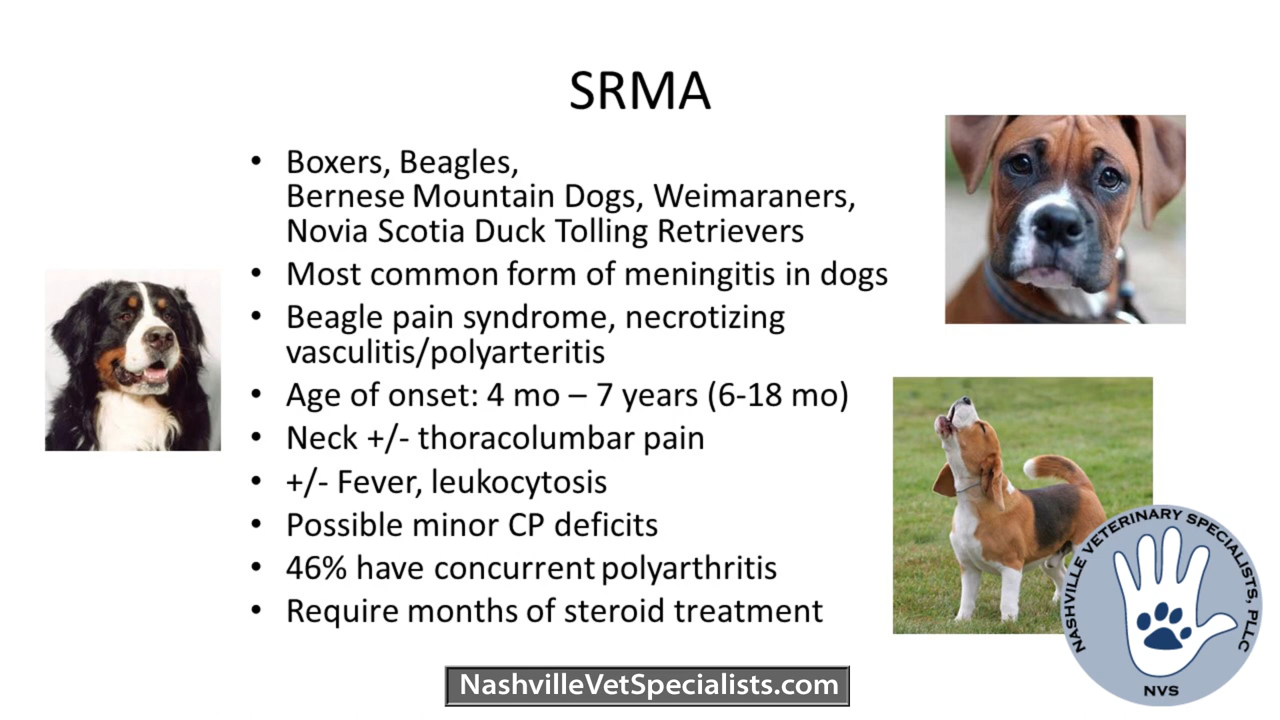 SRMA
• Boxers, Beagles,
Bernese Mountain Dogs, Weimaraners,
Novia Scotia Duck Tolling Retrievers
• Most common form of meningitis in dogs
• Beagle pain syndrome, necrotizing
vasculitis/polyarteritis
• Age of onset: 4 mo – 7 years (6-18 mo)
• Neck +/- thoracolumbar pain
• +/- Fever, leukocytosis
• Possible minor CP deficits
• 46% have concurrent polyarthritis
• Require months of steroid treatment
NASHVILLE VETERINARY SPECIALISTS, PLLC
NVS
NashvilleVetSpecialists.com